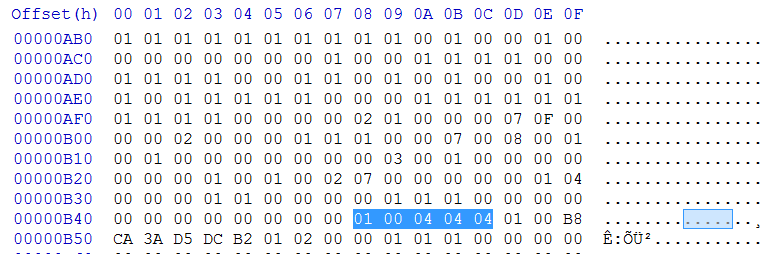 Offset(h) 00 01 02 03 04 05 06 07 08 09 0A 0B 0C 0D 0E 0F
00000AB0 01 01 01 01 01 01 01 01 01 01 00 01 00 00 01 00 ................
00000AC0 00 01 01 01 00 00 01 01 00 01 01 01 01 01 00 00 ................
00000AD0 01 01 01 01 00 00 01 01 01 00 01 01 00 00 01 00 ................
00000AE0 01 00 01 01 01 01 01 00 00 00 01 01 01 01 01 01 ................
00000AF0 01 01 01 01 00 00 00 00 02 01 00 00 00 07 0F 00 ................
00000B00 00 00 02 00 00 00 01 01 01 00 00 07 00 08 00 01 ................
00000B10 00 01 00 00 00 00 00 00 00 03 00 01 00 00 00 00 ................
00000B20 00 00 00 01 00 01 00 02 07 00 00 00 00 00 01 04 ................
00000B30 00 00 00 01 01 00 00 00 00 01 01 01 00 00 00 00 ................
00000B40 00 00 00 00 00 00 00 00 01 00 04 04 04 01 00 B8 ...............¸
00000B50 CA 3A D5 DC B2 01 02 00 00 01 01 01 00 00 00 00 Ê:ÕÜ²...........